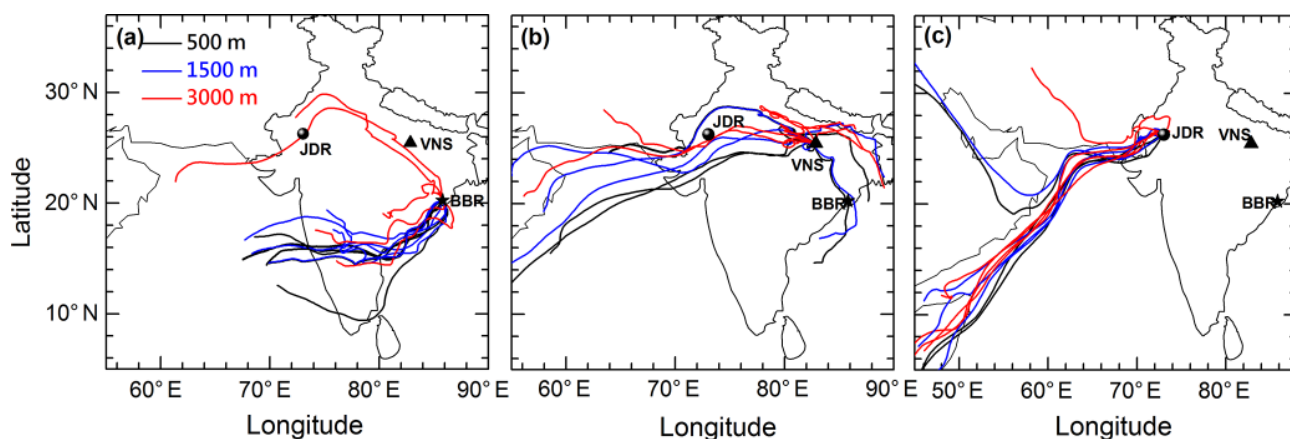 (a)
500 m
1500 m
3000 m
JDR
VNS
BBR
(b)
JDR
VNS
BBR
(c)
JDR
VNS
BBR
Latitude
30° N
20° N
10° N
60° E 70° E 80° E 90° E
60° E 70° E 80° E 90° E
50° E 60° E 70° E 80° E
Longitude
Longitude
Longitude